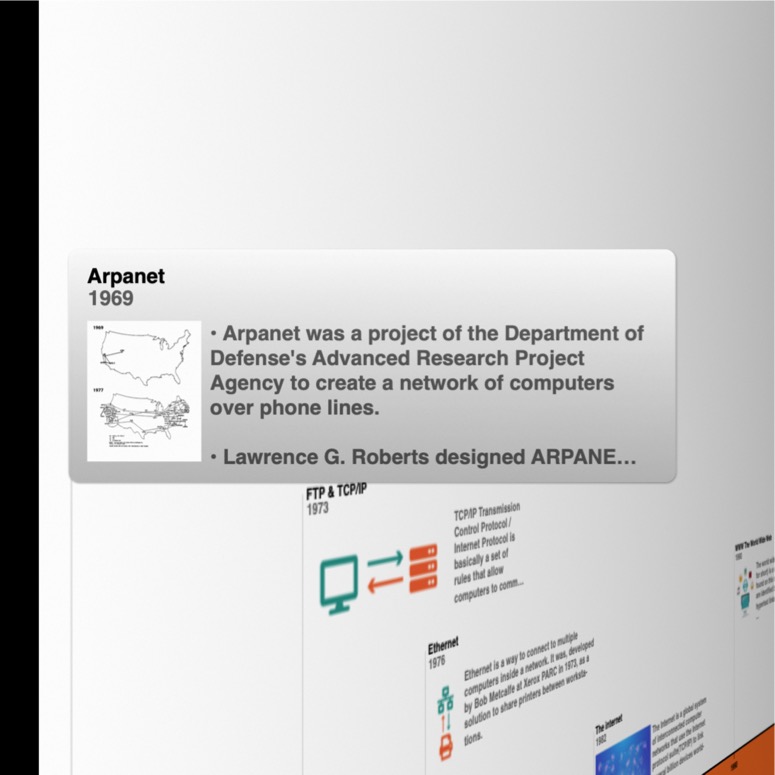 Arpanet
1969
1969
1977
• Arpanet was a project of the Department of
Defense's Advanced Research Project
Agency to create a network of computers
over phone lines.
• Lawrence G. Roberts designed ARPANE...
FTP & TCP/IP
1973
TCP/IP Transmission
Control Protocol /
Internet Protocol is
basically a set of
rules that allow
computers to comm...
Ethernet
1976
Ethernet is a way to connect to multiple
computers inside a network. It was, developed
by Bob Metcalfe at Xerox PARC in 1973, as a
solution to share printers betweenworksta-
tions.
The Internet
1982
The Internet is a global system
of interconnected computer
networks that use the Internet
protocol suite(TCP/IP) to link
billion devices
WWW The World Wide Web